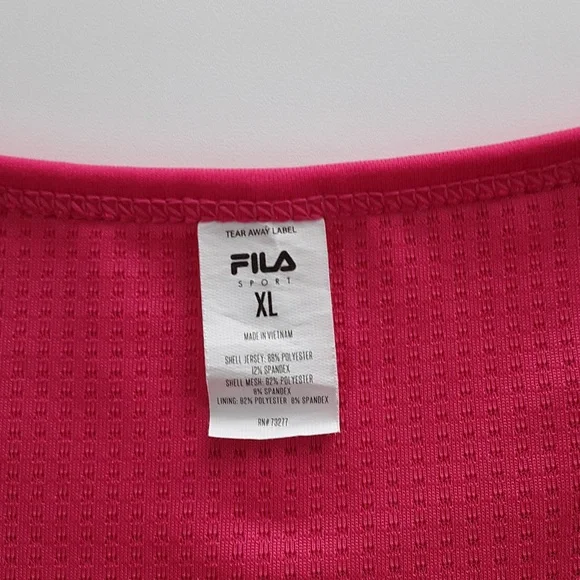 TEAR AWAY LABEL
FILA
SPORT
XL
MADE IN VIETNAM
SHELL JERSEY: 88% POLYESTER
12% SPANDEX
SHELL MESH: 92% POLYESTER
8% SPANDEX
LINING: 92% POLYESTER 8% SPANDEX
RN# 73277